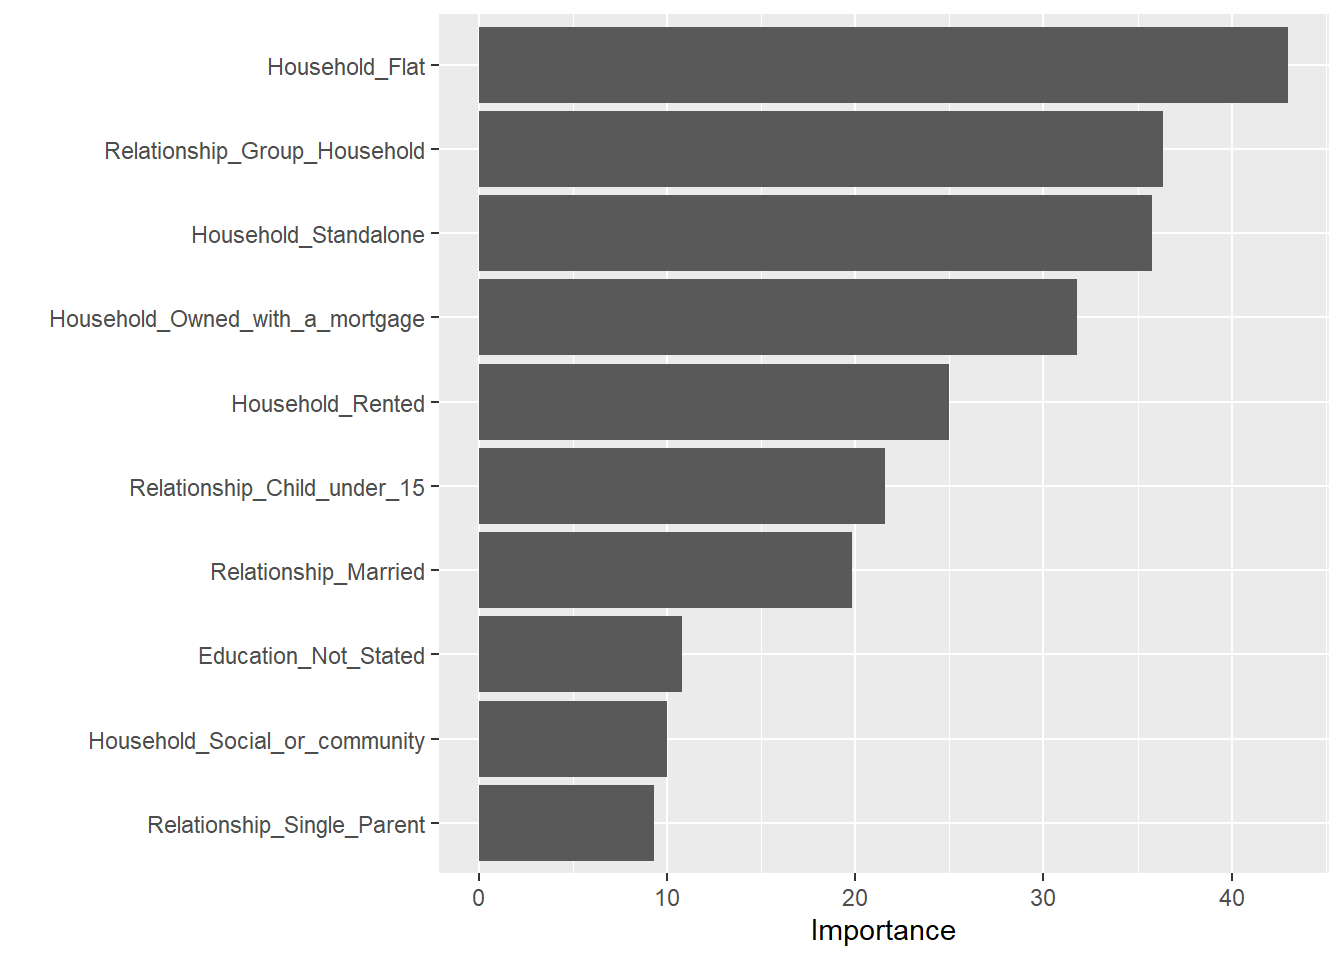 Household_Flat
Relationship_Group_Household
Household_Standalone
Household_Owned_with_a_mortgage
Household_Rented
Relationship_Child_under_15
Relationship_Married
Education_Not_Stated
Household_Social_or_community
Relationship_Single_Parent
0 10 20 30 40
Importance